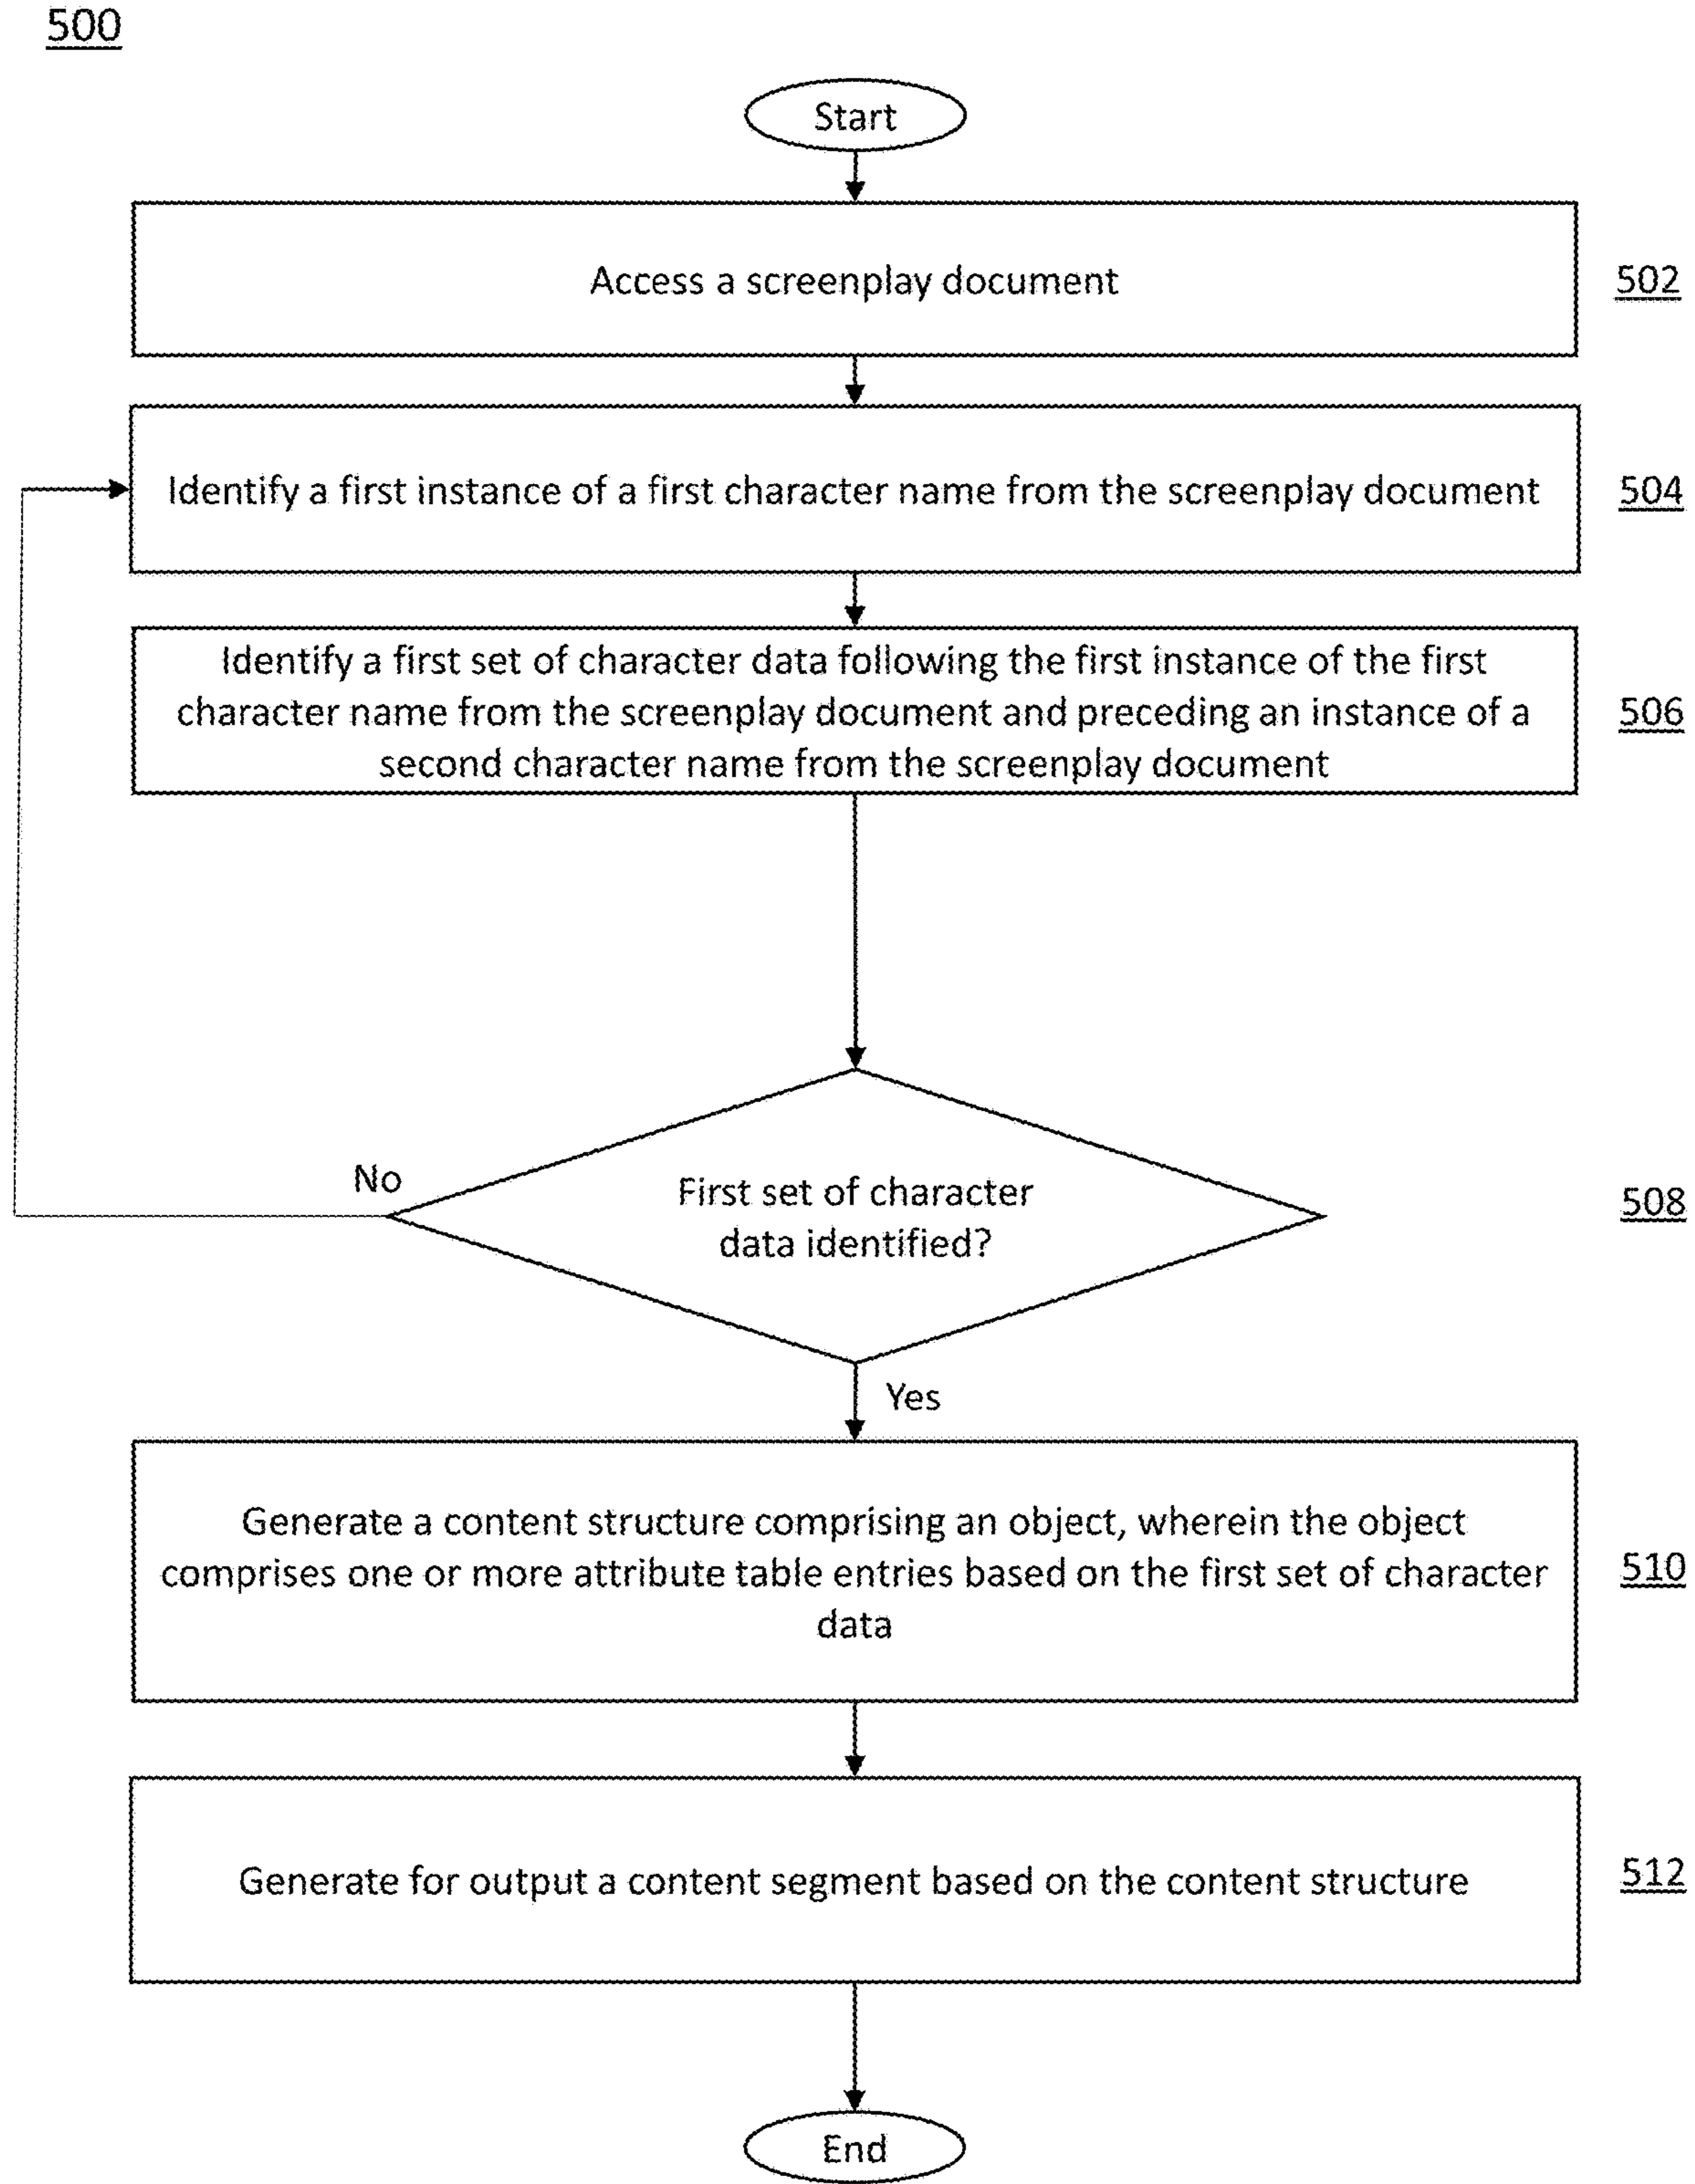 500
Start
Access a screenplay document
502
Identify a first instance of a first character name from the screenplay document
504
Identify a first set of character data following the first instance of the first
character name from the screenplay document and preceding an instance of a
second character name from the screenplay document
506
No
First set of character
data identified?
508
Yes
Generate a content structure comprising an object, wherein the object
comprises one or more attribute table entries based on the first set of character
data
510
Generate for output a content segment based on the content structure
512
End